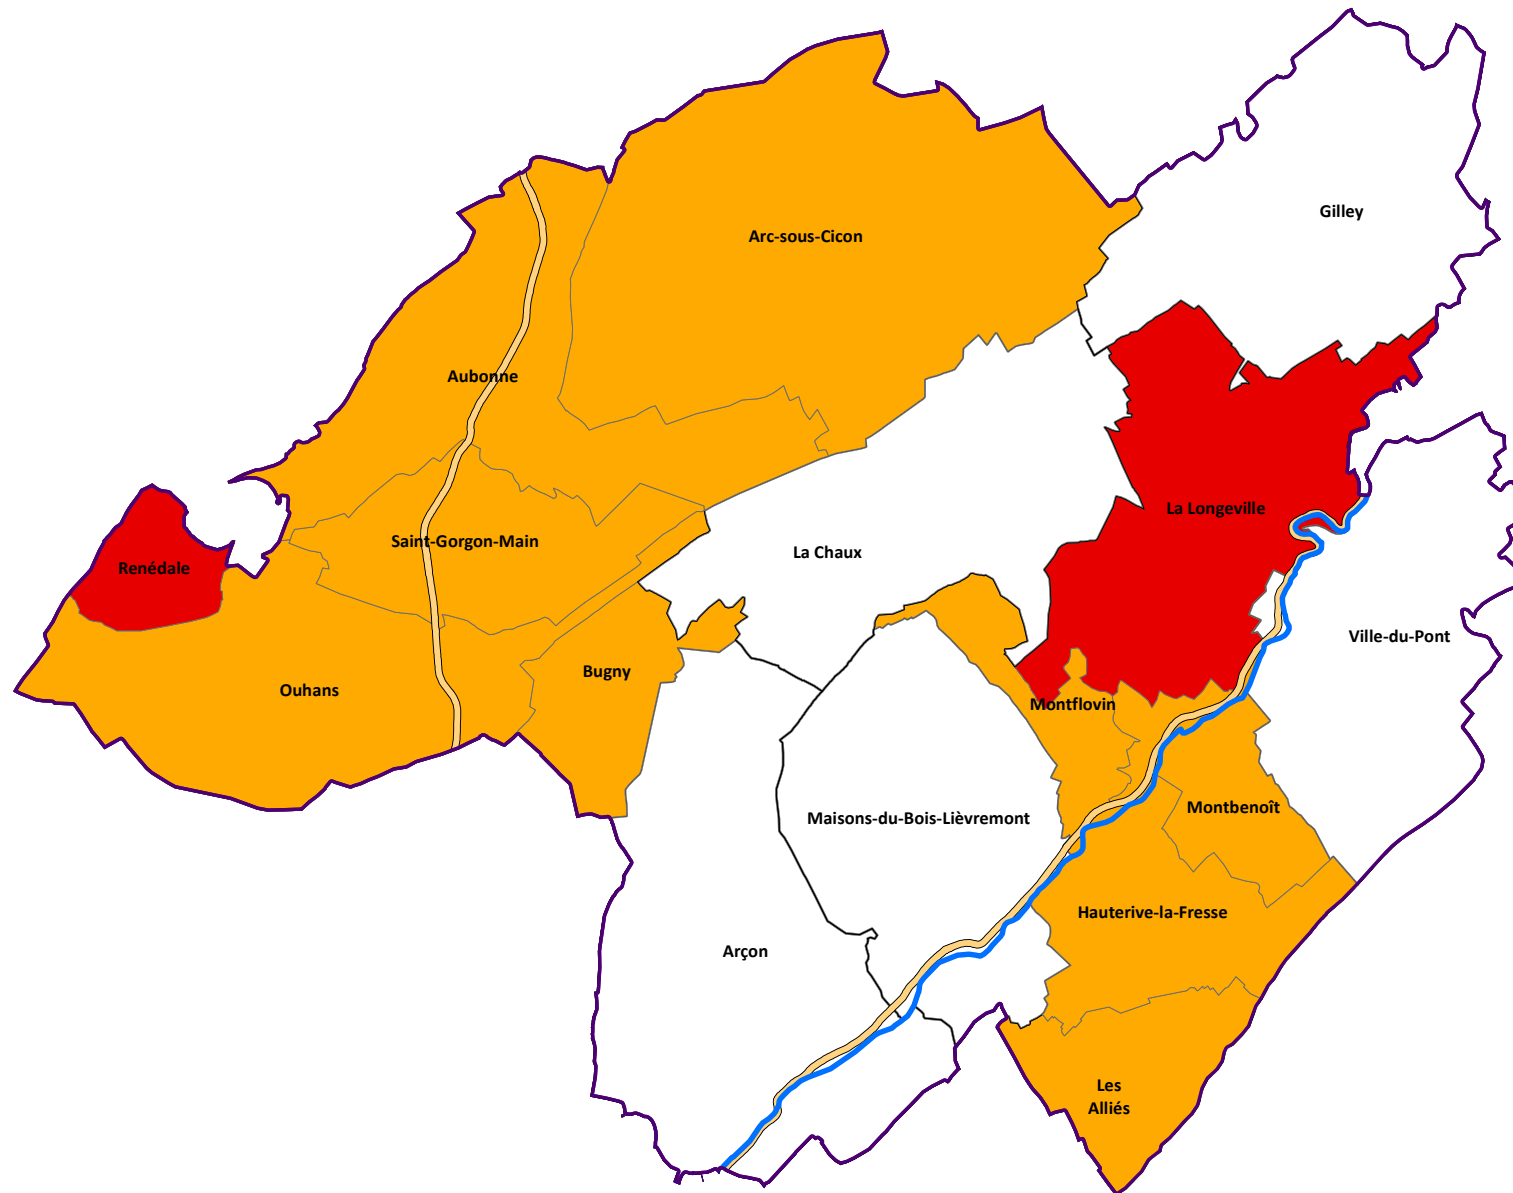 Gilley
Arc-sous-Cicon
Aubonne
La Longeville
Saint-Gorgon-Main
La Chaux
Renédale
Ville-du-Pont
Bugny
Ouhans
Montflovin
Montbenoît
Maisons-du-Bois-Lièvremont
Hauterive-la-Fresse
Arçon
Les
Alliés